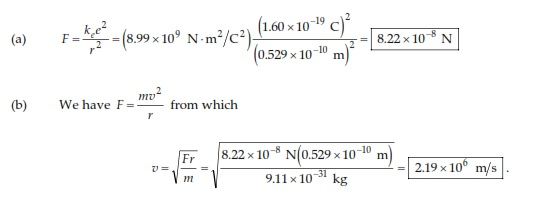 (a) F = k_e e²/r² = (8.99 × 10⁹ N·m²/C²) (1.60 × 10⁻¹⁹ C)²/(0.529 × 10⁻¹⁰ m)² = 8.22 × 10⁻⁸ N
(b) We have F = mv²/r from which
v = √(Fr/m) = √(8.22 × 10⁻⁸ N(0.529 × 10⁻¹⁰ m)/9.11 × 10⁻³¹ kg) = 2.19 × 10⁶ m/s.